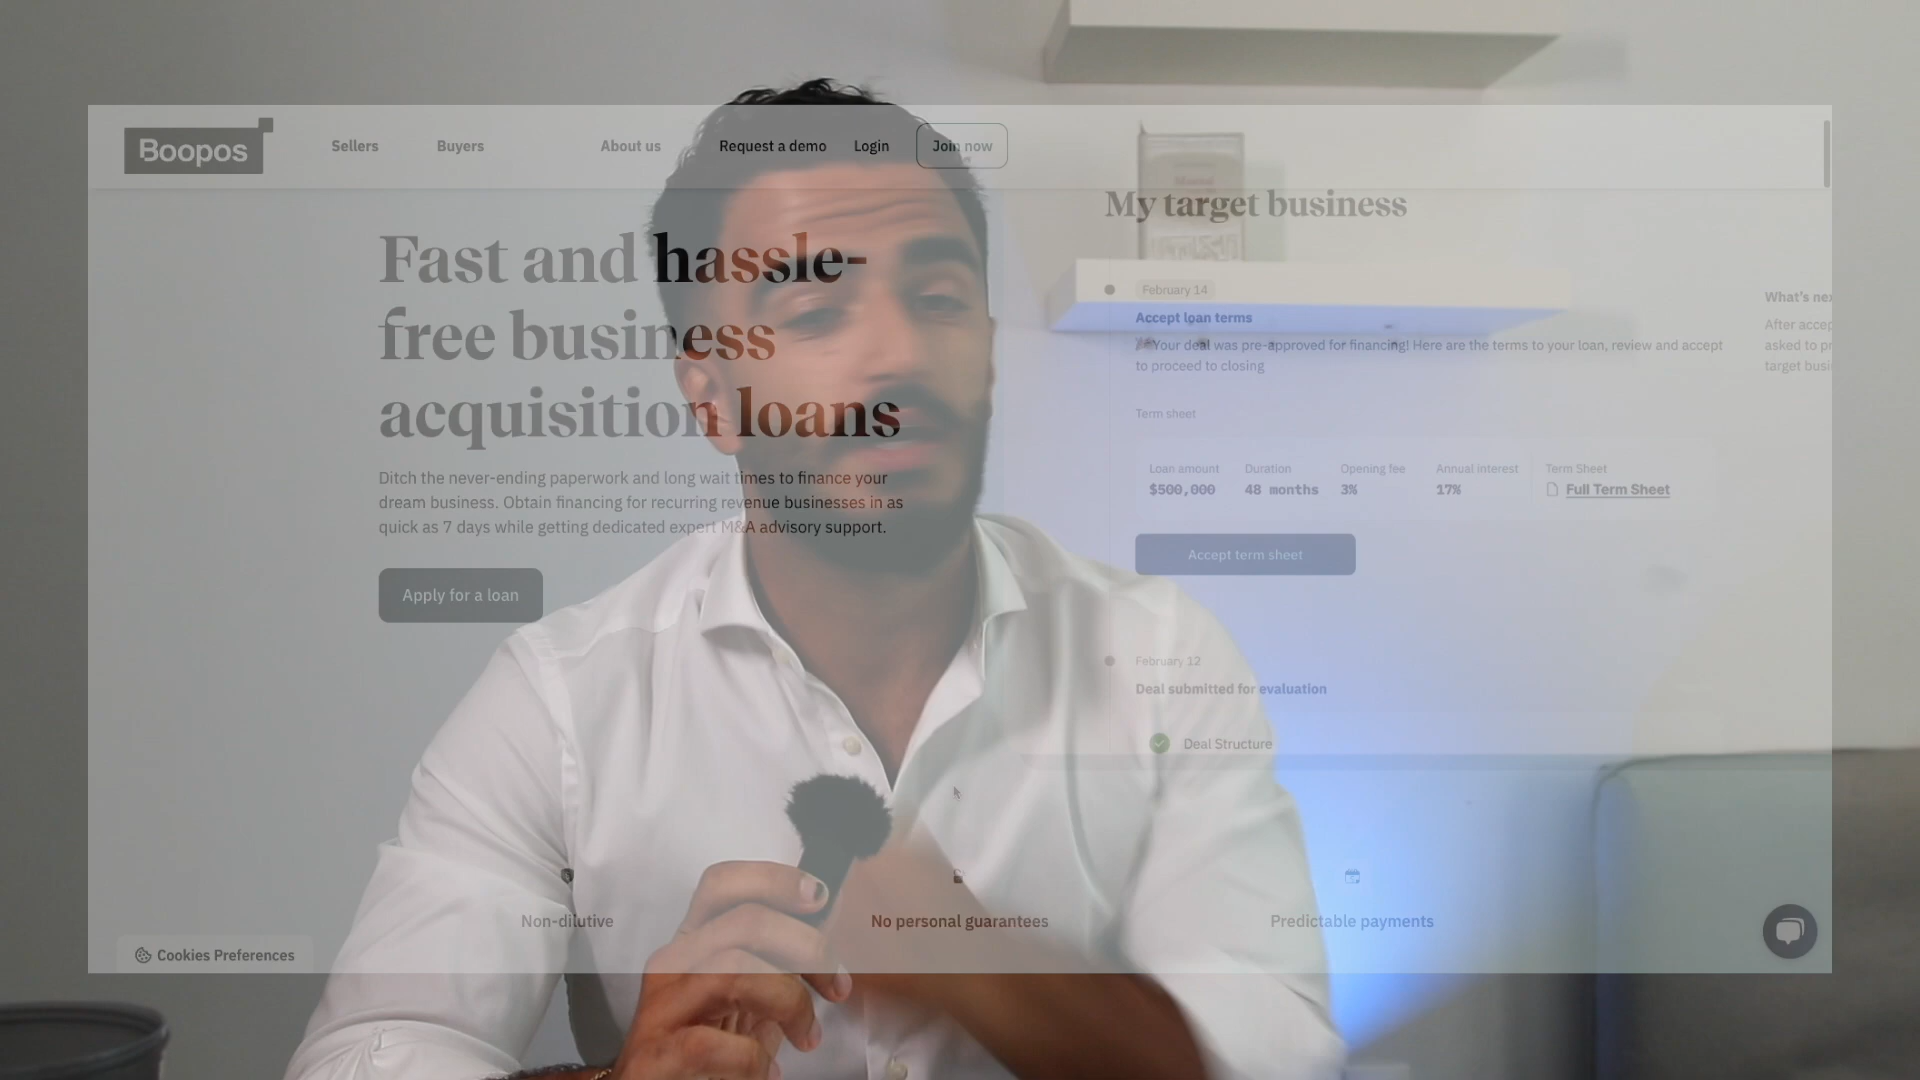 Boopos
Sellers
Buyers
About us
Request a demo
Login
Join now
Fast and hassle-
free business
acquisition loans
Ditch the never-ending paperwork and long wait times to finance your
dream business. Obtain financing for recurring revenue businesses in as
quick as 7 days while getting dedicated expert M&A advisory support.
Apply for a loan
My target business
February 14
Accept loan terms
Your deal was pre-approved for financing! Here are the terms to your loan, review and accept
to proceed to closing
Term sheet
Loan amount
Duration
Opening fee
Annual interest
Term Sheet
$500,000
48 months
3%
17%
Full Term Sheet
Accept term sheet
February 12
Deal submitted for evaluation
Deal Structure
What's
After
asked to
target
Non-dilutive
No personal guarantees
Predictable payments
Cookies Preferences